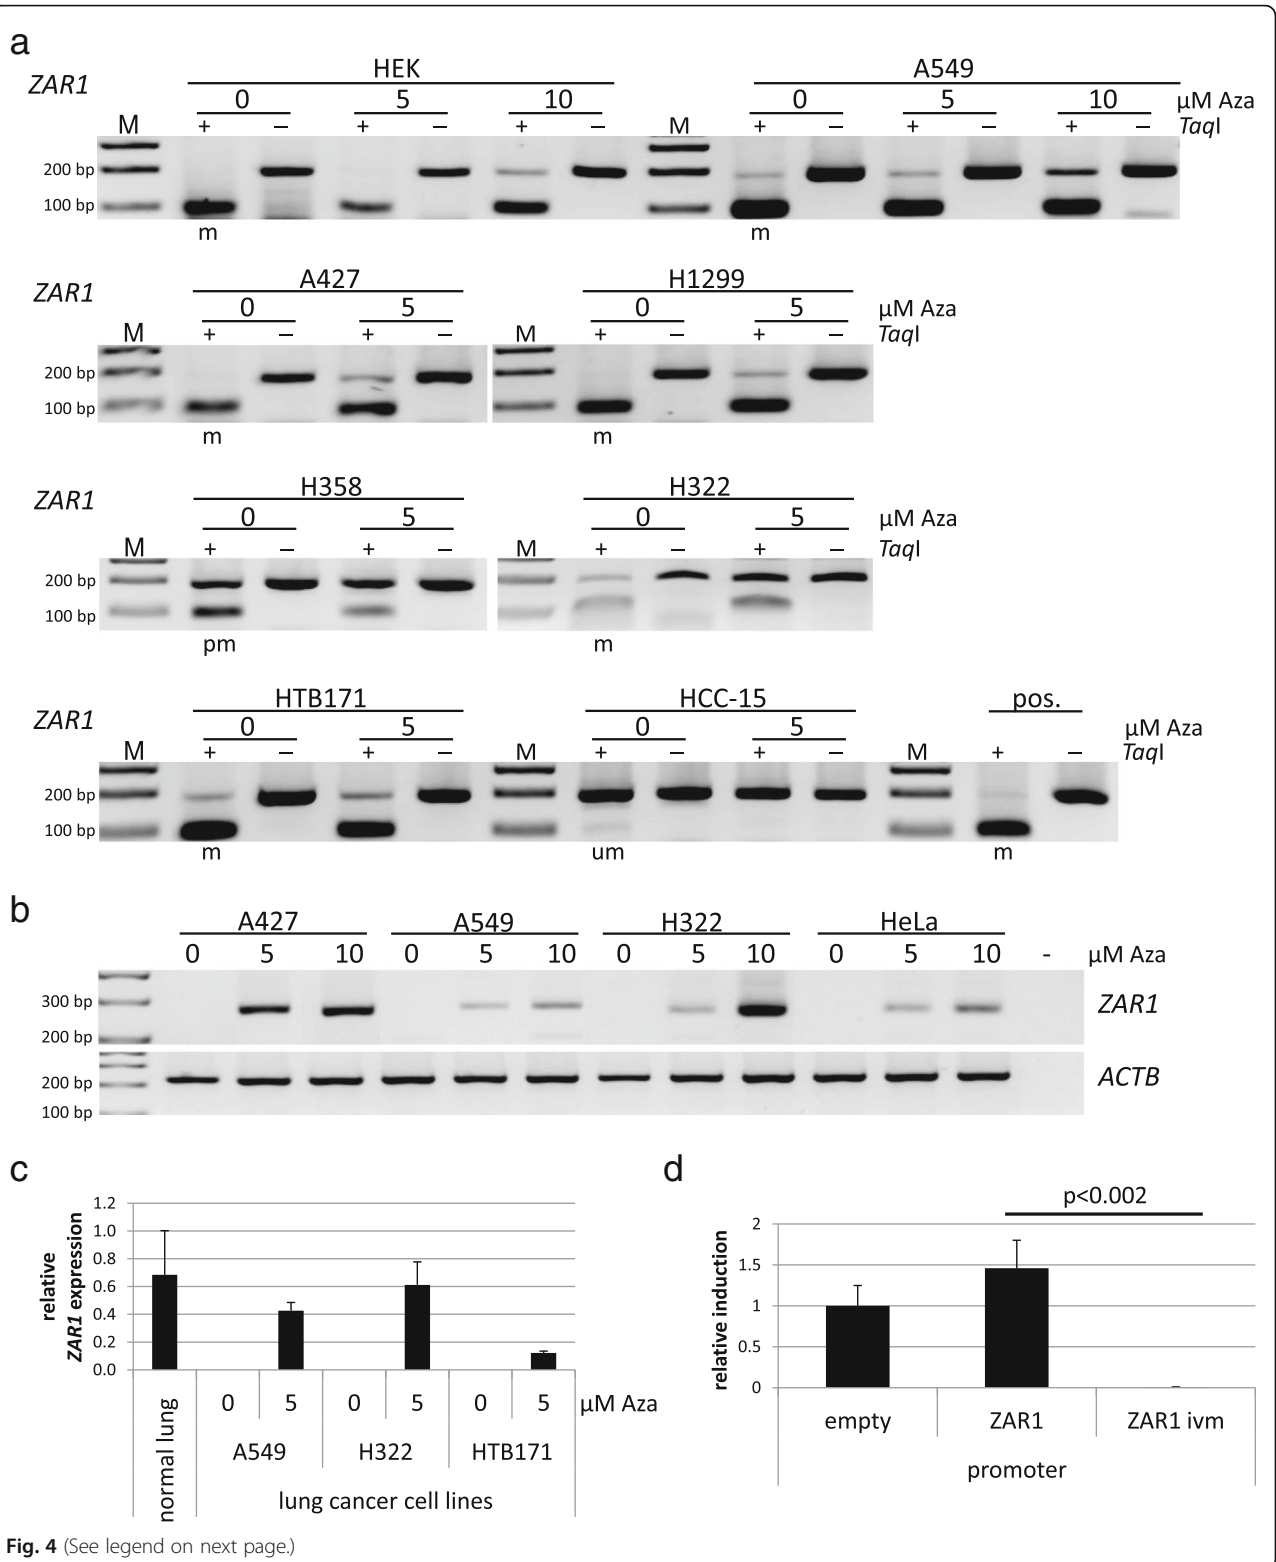 a
HEK A549
ZAR1
0 5 10 0 5 10 μM Aza
M + – + – + – M + – + – + – TaqI
200 bp
100 bp
m m
A427 H1299
ZAR1
0 5 0 5 μM Aza
M + – + – M + – + – TaqI
200 bp
100 bp
m m
H358 H322
ZAR1
0 5 0 5 μM Aza
M + – + – M + – + – TaqI
200 bp
100 bp
pm m
HTB171 HCC-15 pos.
ZAR1
0 5 0 5 μM Aza
M + – + – M + – + – M + – TaqI
200 bp
100 bp
m um m
b
A427 A549 H322 HeLa
0 5 10 0 5 10 0 5 10 0 5 10 - μM Aza
300 bp ZAR1
200 bp
200 bp ACTB
100 bp
c
relative
ZAR1 expression
1.2
1.0
0.8
0.6
0.4
0.2
0.0
normal lung
0 5 0 5 0 5 μM Aza
A549 H322 HTB171
lung cancer cell lines
d
p<0.002
relative induction
2
1.5
1
0.5
0
empty ZAR1 ZAR1 ivm
promoter
Fig. 4 (See legend on next page.)